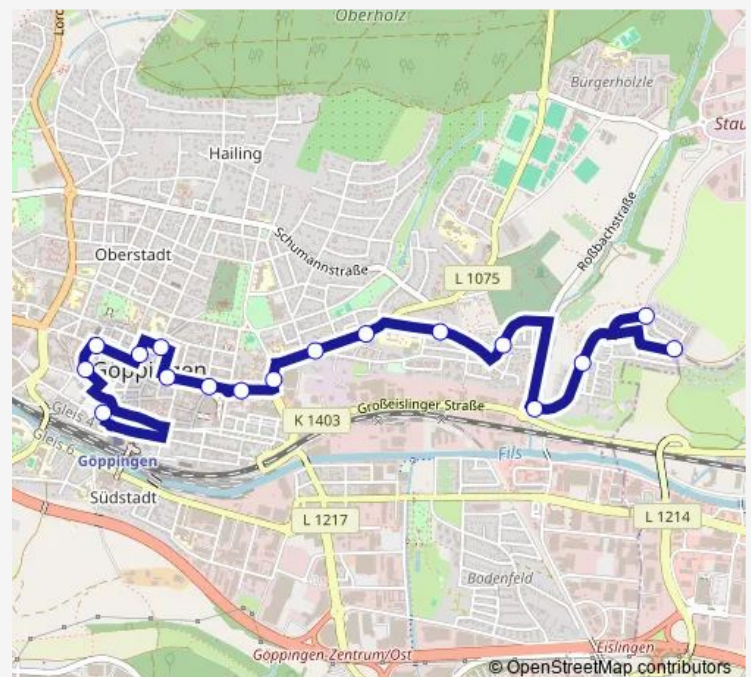 Oberholz
Lorc
Bürgerhölzle
Stau
Hailing
Roßbachstraße
Schumannstraße
Oberstadt
L 1075
Göppingen
Großeislinger Straße
K 1403
Gleis 4
Gleis 6
Göppingen
Fils
Südstadt
L 1217
L 1214
Bodenfeld
Göppingen-Zentrum/Ost
Eislingen
© OpenStreetMap contributors